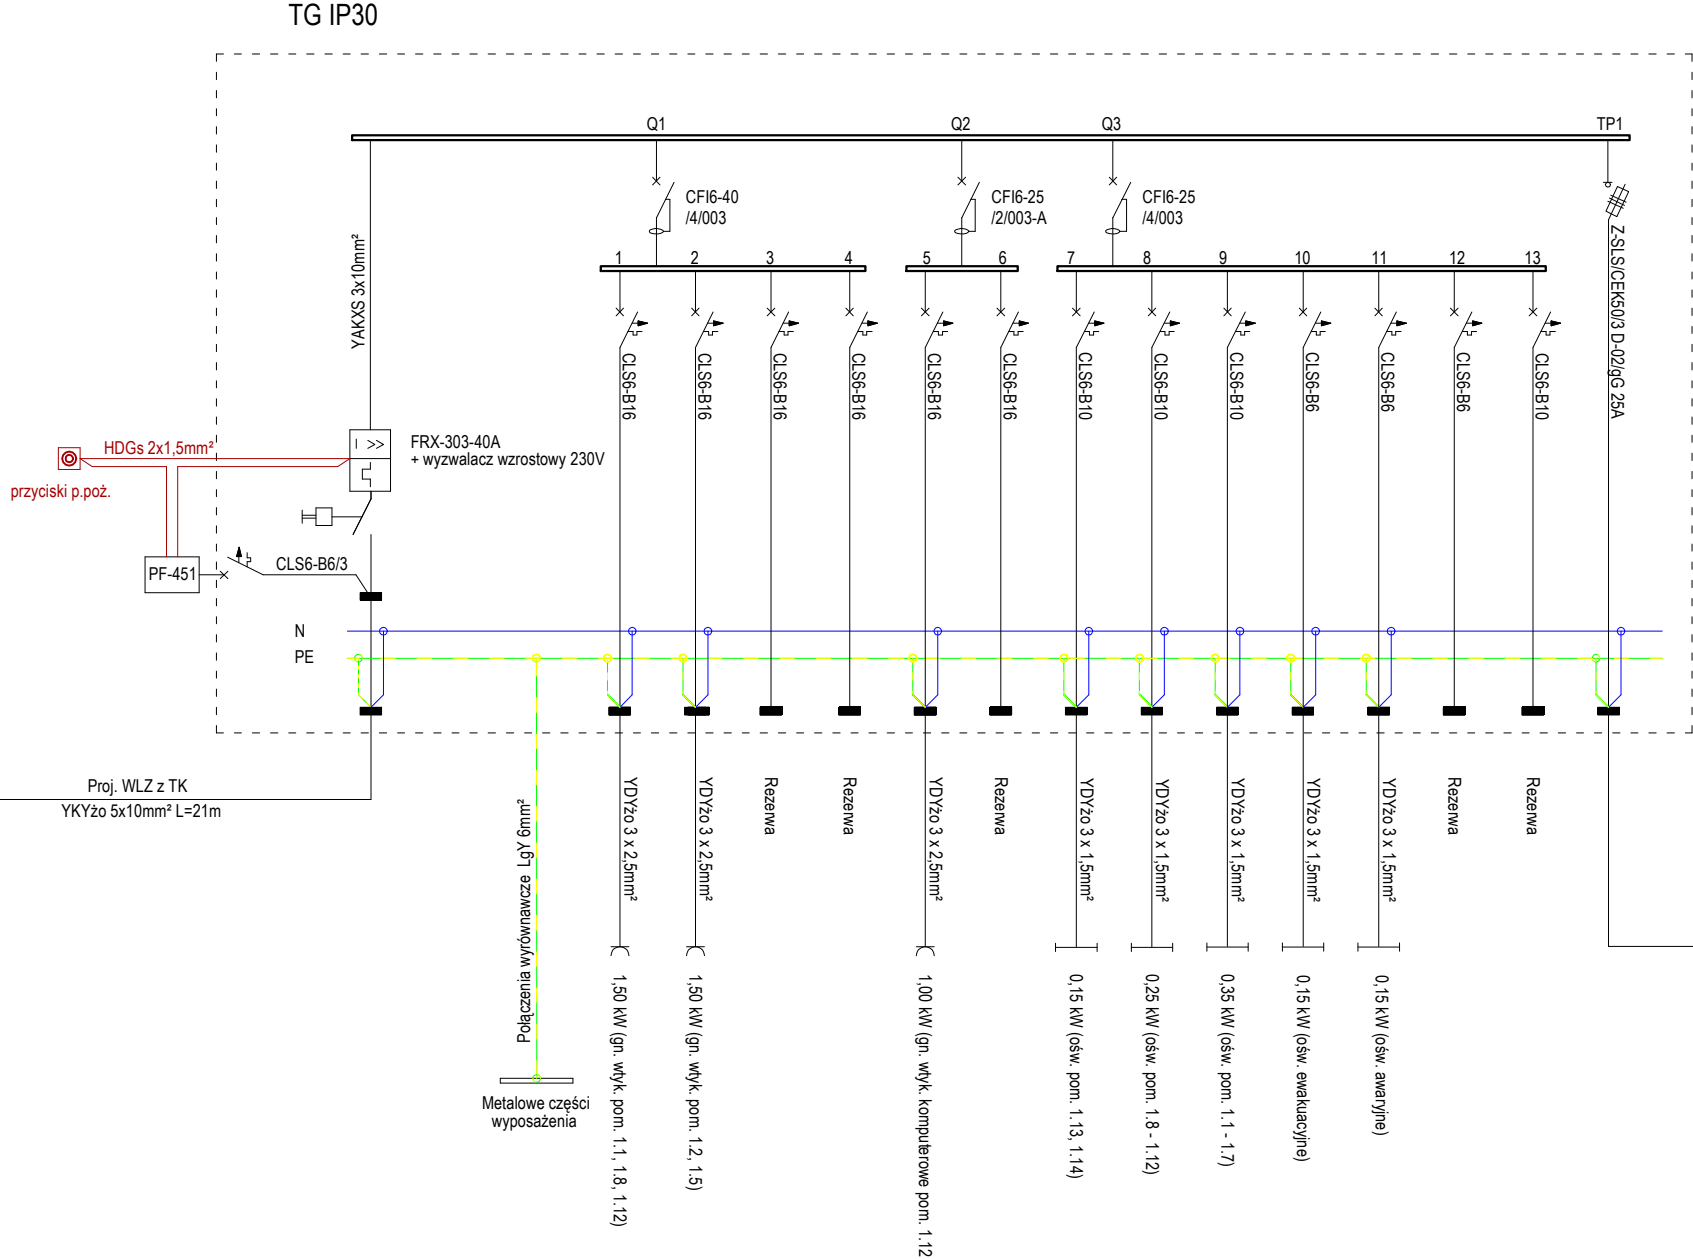 TG IP30
Q1
Q2
Q3
TP1
CFI6-40
/4/003
CFI6-25
/2/003-A
CFI6-25
/4/003
YAKXS 3x10mm²
Z-SLS/CEK50/3 D-02/gG 25A
1
2
3
4
5
6
7
8
9
10
11
12
13
CLS6-B16
CLS6-B16
CLS6-B16
CLS6-B16
CLS6-B16
CLS6-B16
CLS6-B10
CLS6-B10
CLS6-B10
CLS6-B6
CLS6-B6
CLS6-B6
CLS6-B10
HDGs 2x1,5mm²
przyciski p.poż.
I >>
FRX-303-40A
+ wyzwalacz wzrostowy 230V
PF-451
CLS6-B6/3
N
PE
Proj. WLZ z TK
YKYżo 5x10mm² L=21m
Połączenia wyrównawcze LgY 6mm²
Metalowe części
wyposażenia
YDYżo 3 x 2,5mm²
YDYżo 3 x 2,5mm²
Rezerwa
Rezerwa
YDYżo 3 x 2,5mm²
Rezerwa
YDYżo 3 x 1,5mm²
YDYżo 3 x 1,5mm²
YDYżo 3 x 1,5mm²
YDYżo 3 x 1,5mm²
YDYżo 3 x 1,5mm²
Rezerwa
Rezerwa
1,50 kW (gn. wtyk. pom. 1.1, 1.8, 1.12)
1,50 kW (gn. wtyk. pom. 1.2, 1.5)
1,00 kW (gn. wtyk. komputerowe pom. 1.12
0,15 kW (ośw. pom. 1.13, 1.14)
0,25 kW (ośw. pom. 1.8 - 1.12)
0,35 kW (ośw. pom. 1.1 - 1.7)
0,15 kW (ośw. ewakuacyjne)
0,15 kW (ośw. awaryjne)